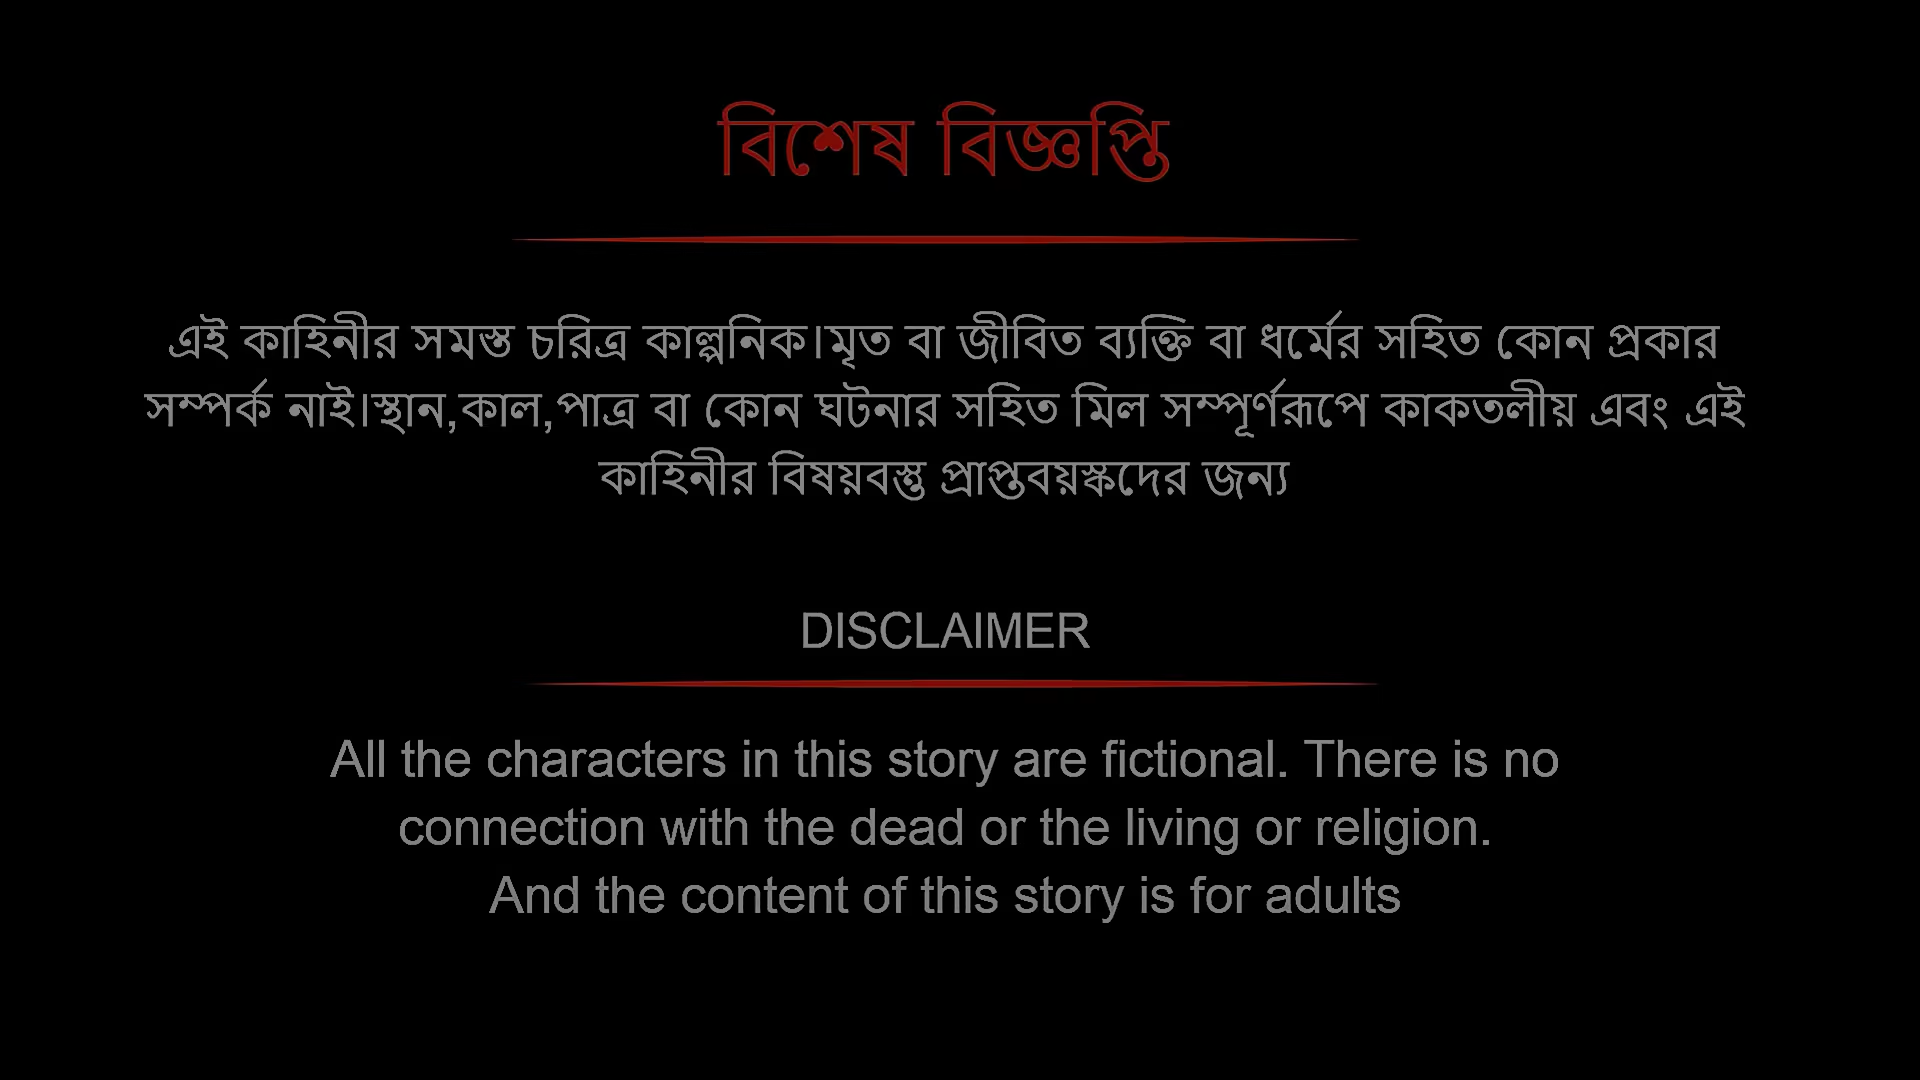 বিশেষ বিজ্ঞপ্তি
এই কাহিনীর সমস্ত চরিত্র কাল্পনিক।মৃত বা জীবিত ব্যক্তি বা ধর্মের সহিত কোন প্রকার
সম্পর্ক নাই।স্থান,কাল,পাত্র বা কোন ঘটনার সহিত মিল সম্পূর্ণরূপে কাকতলীয় এবং এই
কাহিনীর বিষয়বস্তু প্রাপ্তবয়স্কদের জন্য
DISCLAIMER
All the characters in this story are fictional. There is no
connection with the dead or the living or religion.
And the content of this story is for adults